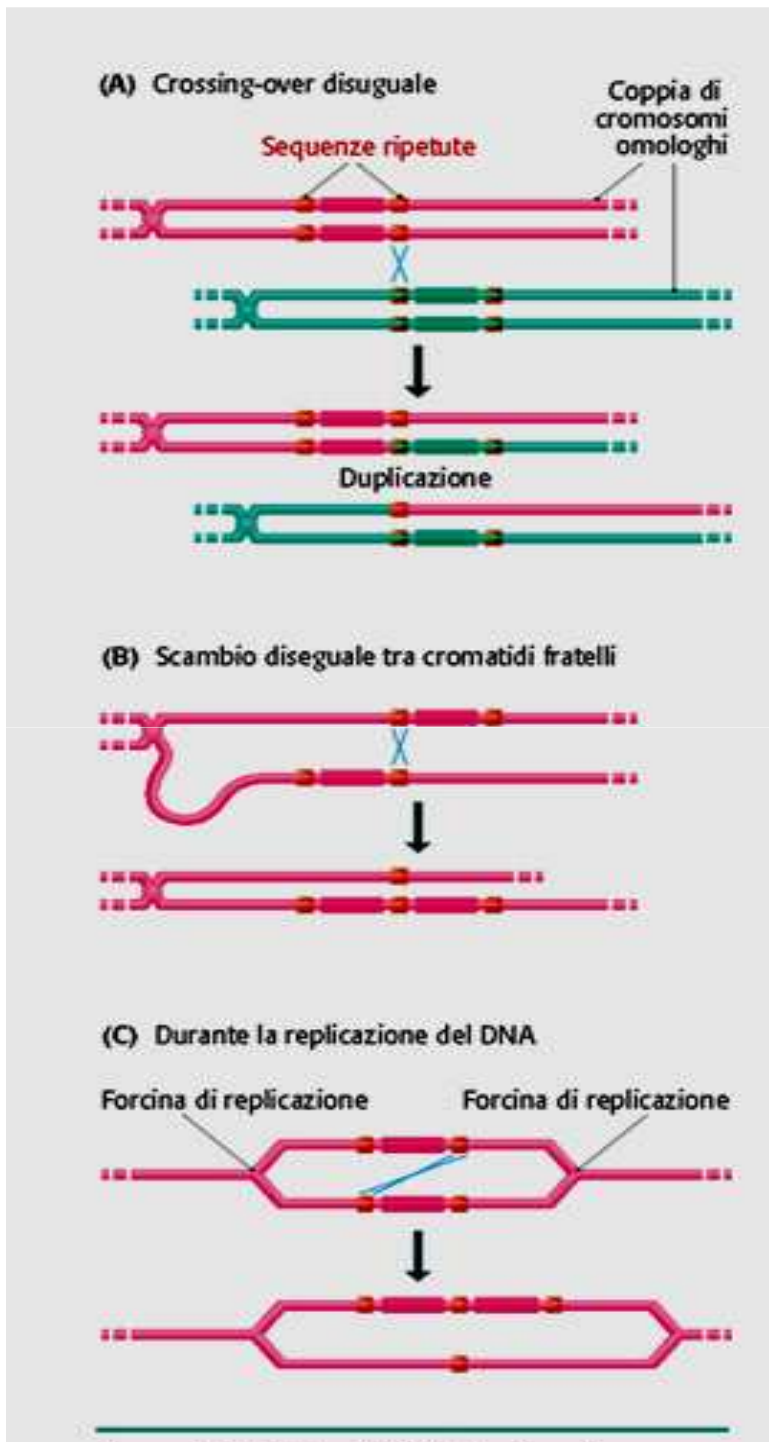 (A) Crossing-over disuguale
Coppia di
cromosomi
omologhi
Sequenze ripetute
Duplicazione
(B) Scambio diseguale tra cromatidi fratelli
(C) Durante la replicazione del DNA
Forcina di replicazione
Forcina di replicazione